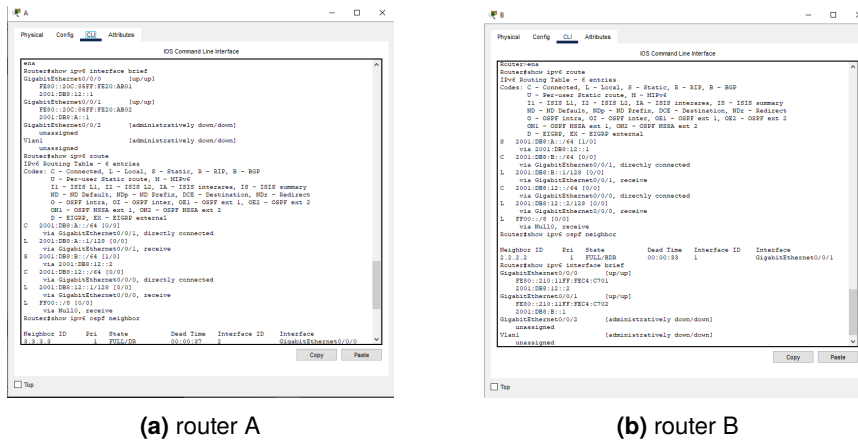 A
Physical Config CLI Attributes
IOS Command Line Interface
ena
Router#show ipv6 interface brief
GigabitEthernet0/0/0 [up/up]
FE80::20C:85FF:FE20:AB01
2001:DB8:12::1
GigabitEthernet0/0/1 [up/up]
FE80::20C:85FF:FE20:AB02
2001:DB8:A::1
GigabitEthernet0/0/2 [administratively down/down]
unassigned
Vlan1 [administratively down/down]
unassigned
Router#show ipv6 route
IPv6 Routing Table - 6 entries
Codes: C - Connected, L - Local, S - Static, R - RIP, B - BGP
U - Per-user Static route, M - MIPv6
I1 - ISIS L1, I2 - ISIS L2, IA - ISIS interarea, IS - ISIS summary
ND - ND Default, NDp - ND Prefix, DCE - Destination, NDr - Redirect
O - OSPF intra, OI - OSPF inter, OE1 - OSPF ext 1, OE2 - OSPF ext 2
ON1 - OSPF NSSA ext 1, ON2 - OSPF NSSA ext 2
D - EIGRP, EX - EIGRP external
C 2001:DB8:A::/64 [0/0]
via GigabitEthernet0/0/1, directly connected
L 2001:DB8:A::1/128 [0/0]
via GigabitEthernet0/0/1, receive
S 2001:DB8:B::/64 [1/0]
via 2001:DB8:12::2
C 2001:DB8:12::/64 [0/0]
via GigabitEthernet0/0/0, directly connected
L 2001:DB8:12::1/128 [0/0]
via GigabitEthernet0/0/0, receive
L FF00::/8 [0/0]
via Null0, receive
Router#show ipv6 ospf neighbor
Neighbor ID Pri State Dead Time Interface ID Interface
3.3.3.3 1 FULL/DR 00:00:37 2 GigabitEthernet0/0/0
Copy Paste
Top
(a) router A
B
Physical Config CLI Attributes
IOS Command Line Interface
Router>ena
Router#show ipv6 route
IPv6 Routing Table - 6 entries
Codes: C - Connected, L - Local, S - Static, R - RIP, B - BGP
U - Per-user Static route, M - MIPv6
I1 - ISIS L1, I2 - ISIS L2, IA - ISIS interarea, IS - ISIS summary
ND - ND Default, NDp - ND Prefix, DCE - Destination, NDr - Redirect
O - OSPF intra, OI - OSPF inter, OE1 - OSPF ext 1, OE2 - OSPF ext 2
ON1 - OSPF NSSA ext 1, ON2 - OSPF NSSA ext 2
D - EIGRP, EX - EIGRP external
S 2001:DB8:A::/64 [1/0]
via 2001:DB8:12::1
C 2001:DB8:B::/64 [0/0]
via GigabitEthernet0/0/1, directly connected
L 2001:DB8:B::1/128 [0/0]
via GigabitEthernet0/0/1, receive
C 2001:DB8:12::/64 [0/0]
via GigabitEthernet0/0/0, directly connected
L 2001:DB8:12::2/128 [0/0]
via GigabitEthernet0/0/0, receive
L FF00::/8 [0/0]
via Null0, receive
Router#show ipv6 ospf neighbor
Neighbor ID Pri State Dead Time Interface ID Interface
2.2.2.2 1 FULL/BDR 00:00:33 1 GigabitEthernet0/0/1
Router#show ipv6 interface brief
GigabitEthernet0/0/0 [up/up]
FE80::210:11FF:FEC4:C701
2001:DB8:12::2
GigabitEthernet0/0/1 [up/up]
FE80::210:11FF:FEC4:C702
2001:DB8:B::1
GigabitEthernet0/0/2 [administratively down/down]
unassigned
Vlan1 [administratively down/down]
unassigned
Copy Paste
Top
(b) router B